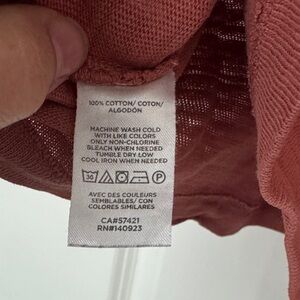 100% COTTON/ COTON/
ALGODÓN
MACHINE WASH COLD
WITH LIKE COLORS
ONLY NON-CHLORINE
BLEACH WHEN NEEDED
TUMBLE DRY LOW
COOL IRON WHEN NEEDED
30 P
AVEC DES COULEURS
SEMBLABLES/ CON
COLORES SIMILARES
CA#57421
RN#140923